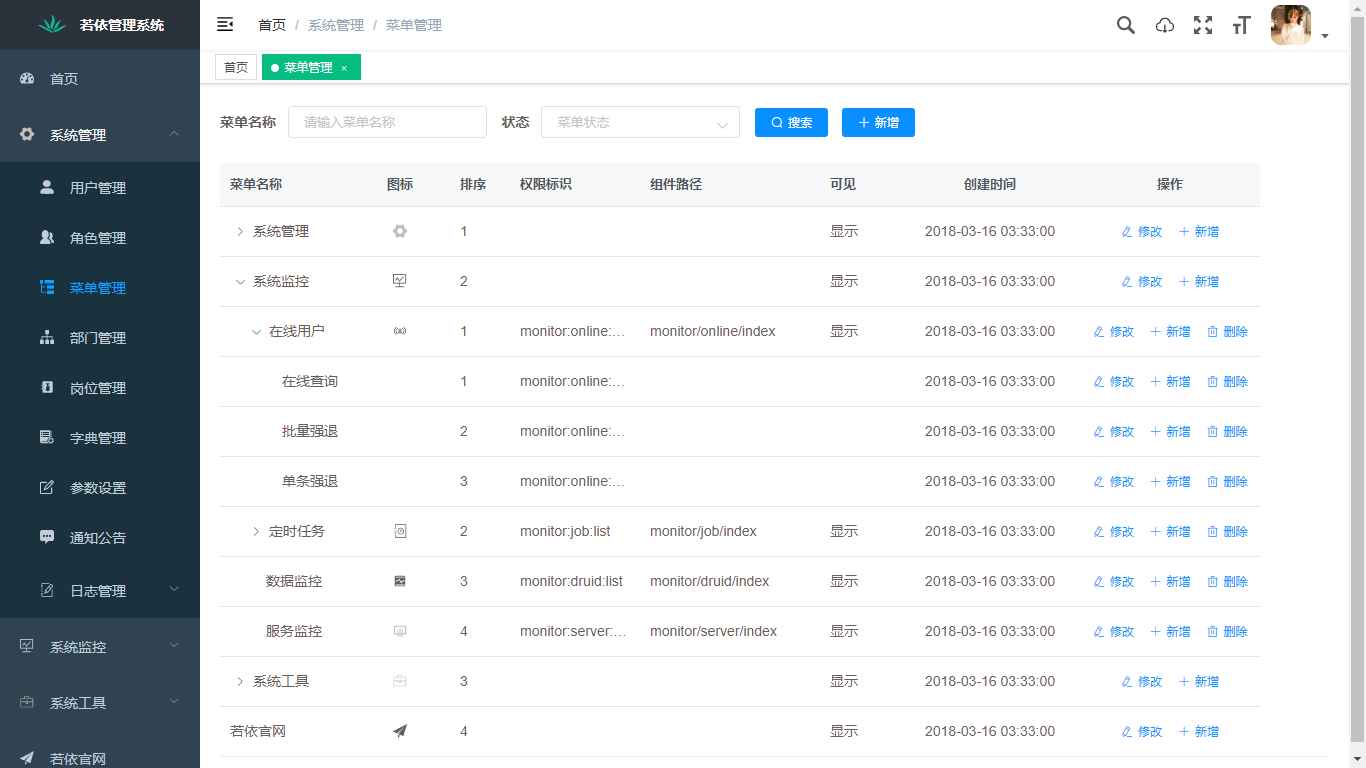 若依管理系统
首页
系统管理
用户管理
角色管理
菜单管理
部门管理
岗位管理
字典管理
参数设置
通知公告
日志管理
系统监控
系统工具
若依官网
首页 / 系统管理 / 菜单管理
首页 菜单管理 ×
菜单名称 请输入菜单名称 状态 菜单状态 搜索 新增
菜单名称 图标 排序 权限标识 组件路径 可见 创建时间 操作
系统管理 1 显示 2018-03-16 03:33:00 修改 新增
系统监控 2 显示 2018-03-16 03:33:00 修改 新增
在线用户 1 monitor:online:... monitor/online/index 显示 2018-03-16 03:33:00 修改 新增 删除
在线查询 1 monitor:online:... 2018-03-16 03:33:00 修改 新增 删除
批量强退 2 monitor:online:... 2018-03-16 03:33:00 修改 新增 删除
单条强退 3 monitor:online:... 2018-03-16 03:33:00 修改 新增 删除
定时任务 2 monitor:job:list monitor/job/index 显示 2018-03-16 03:33:00 修改 新增 删除
数据监控 3 monitor:druid:list monitor/druid/index 显示 2018-03-16 03:33:00 修改 新增 删除
服务监控 4 monitor:server:... monitor/server/index 显示 2018-03-16 03:33:00 修改 新增 删除
系统工具 3 显示 2018-03-16 03:33:00 修改 新增
若依官网 4 显示 2018-03-16 03:33:00 修改 新增